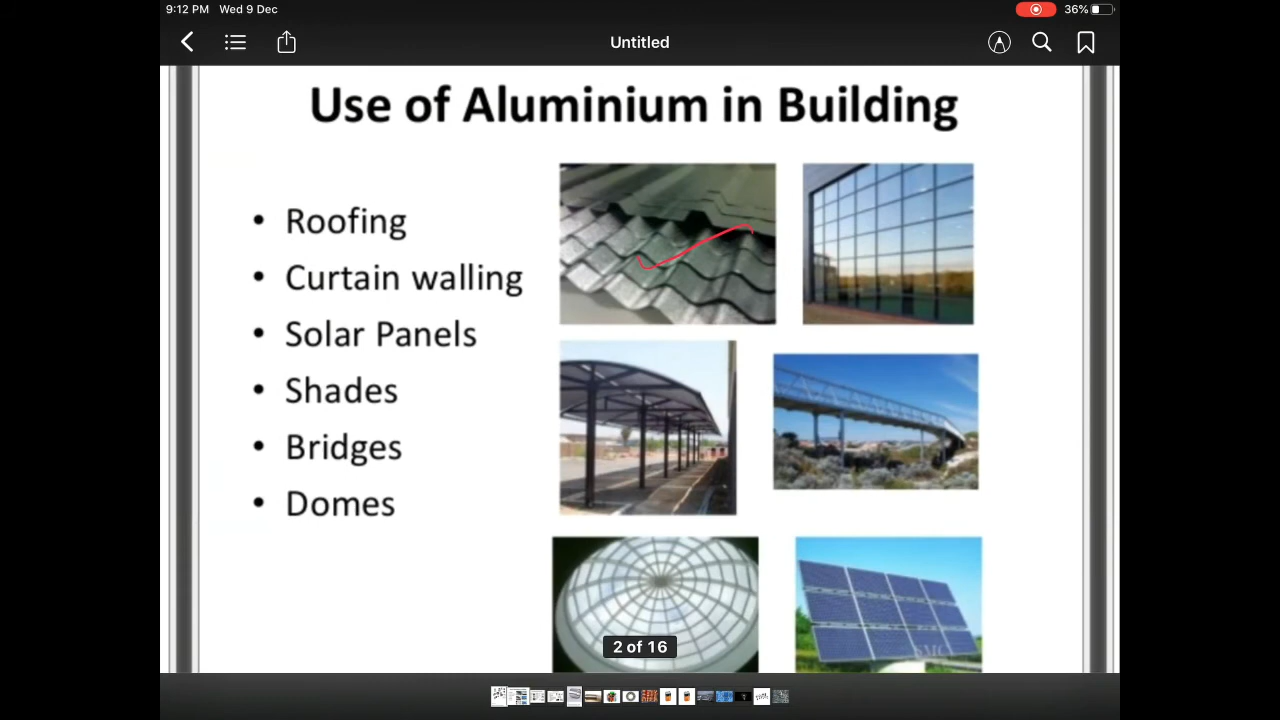 9:12 PM Wed 9 Dec
36%
Untitled
Use of Aluminium in Building
• Roofing
• Curtain walling
• Solar Panels
• Shades
• Bridges
• Domes
SMC
2 of 16